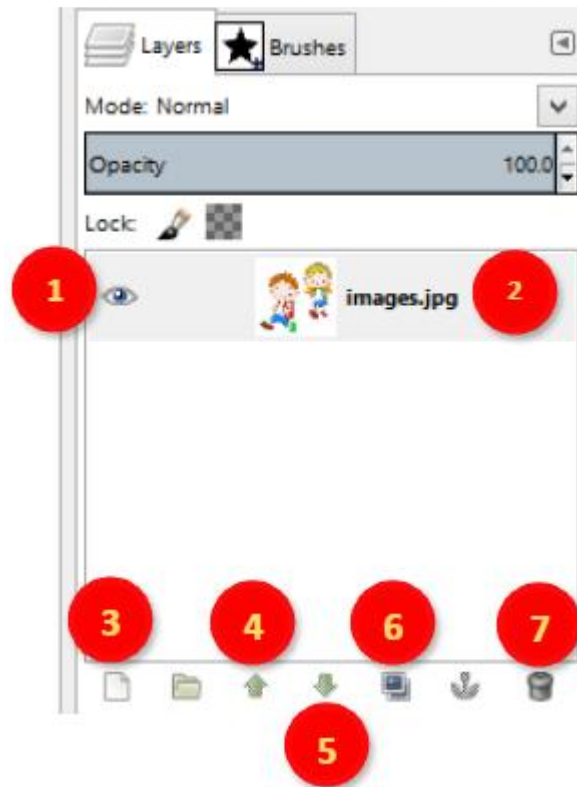 Layers Brushes
Mode: Normal
Opacity 100.0
Lock:
1 images.jpg 2
3 4 6 7
5